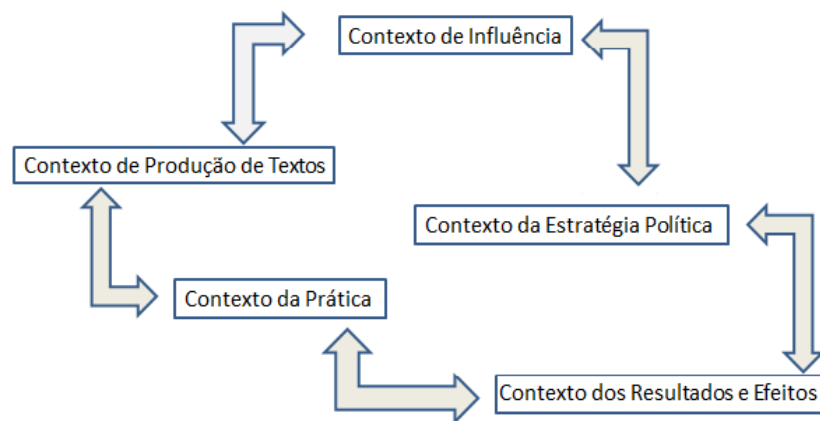 Contexto de Influência
Contexto de Produção de Textos
Contexto da Estratégia Política
Contexto da Prática
Contexto dos Resultados e Efeitos